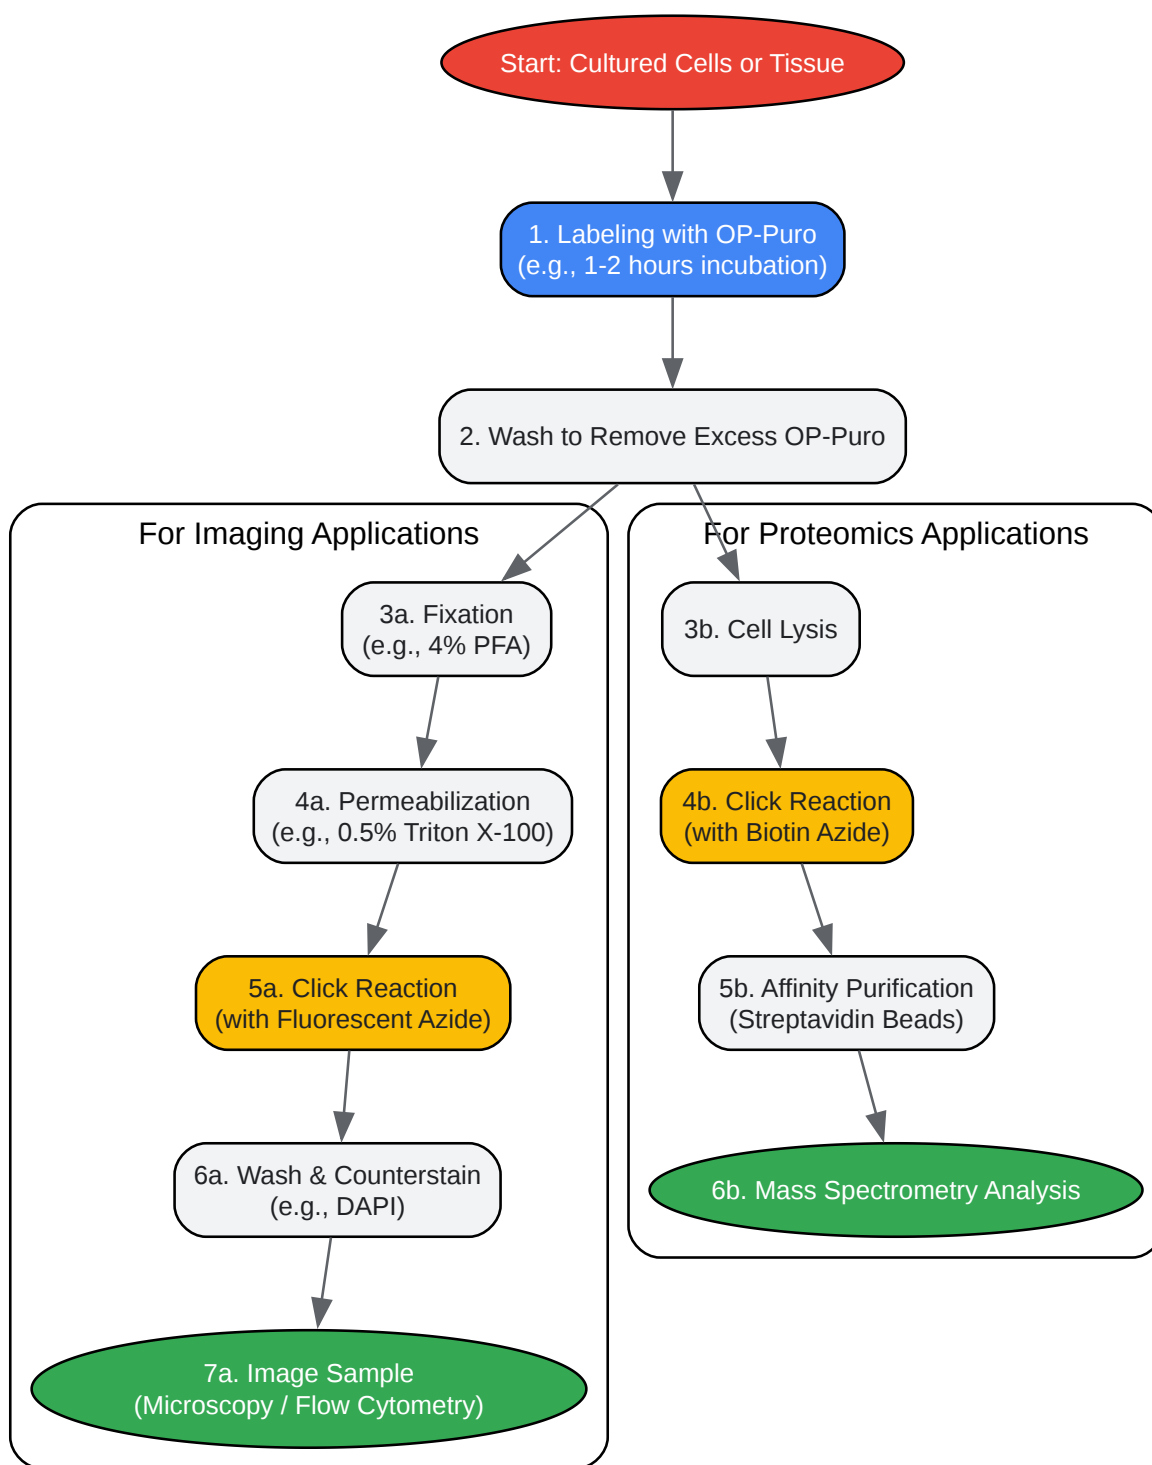 Start: Cultured Cells or Tissue
1. Labeling with OP-Puro
(e.g., 1-2 hours incubation)
2. Wash to Remove Excess OP-Puro
For Imaging Applications
3a. Fixation
(e.g., 4% PFA)
4a. Permeabilization
(e.g., 0.5% Triton X-100)
5a. Click Reaction
(with Fluorescent Azide)
6a. Wash & Counterstain
(e.g., DAPI)
7a. Image Sample
(Microscopy / Flow Cytometry)
For Proteomics Applications
3b. Cell Lysis
4b. Click Reaction
(with Biotin Azide)
5b. Affinity Purification
(Streptavidin Beads)
6b. Mass Spectrometry Analysis